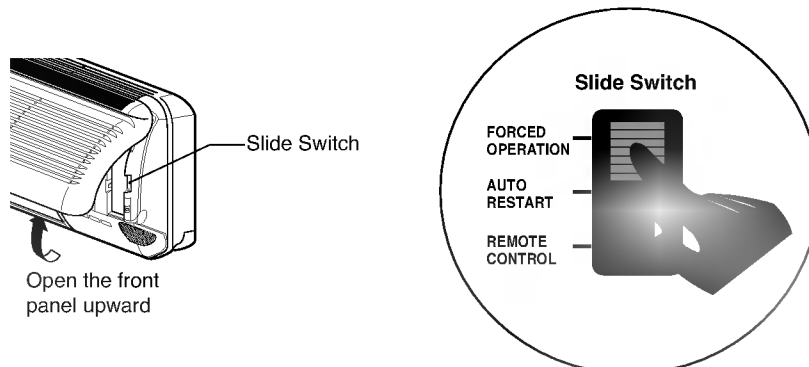 Slide Switch
Open the front
panel upward
Slide Switch
FORCED
OPERATION
AUTO
RESTART
REMOTE
CONTROL